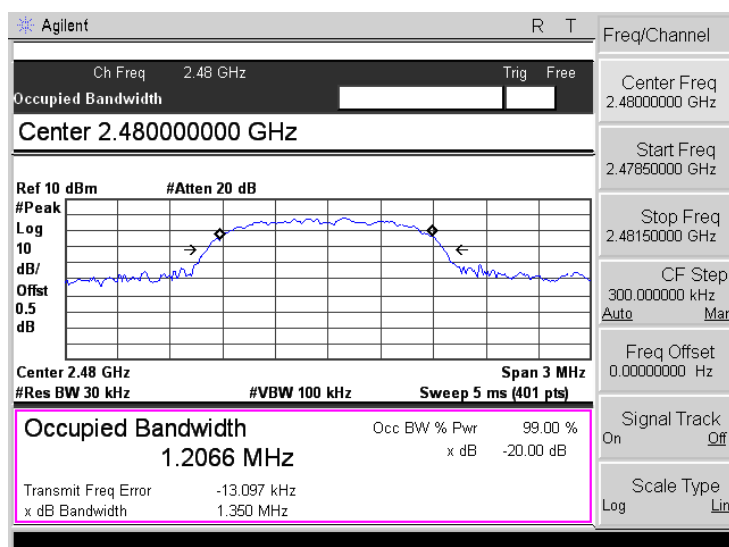 Agilent R T
Ch Freq 2.48 GHz Trig Free
Occupied Bandwidth
Center 2.480000000 GHz
Ref 10 dBm #Atten 20 dB
#Peak
Log
10
dB/
Offst
0.5
dB
Center 2.48 GHz Span 3 MHz
#Res BW 30 kHz #VBW 100 kHz Sweep 5 ms (401 pts)
Occupied Bandwidth
1.2066 MHz
Occ BW % Pwr 99.00 %
x dB -20.00 dB
Transmit Freq Error -13.097 kHz
x dB Bandwidth 1.350 MHz
Freq/Channel
Center Freq
2.48000000 GHz
Start Freq
2.47850000 GHz
Stop Freq
2.48150000 GHz
CF Step
300.000000 kHz
Auto Man
Freq Offset
0.00000000 Hz
Signal Track
On Off
Scale Type
Log Lin